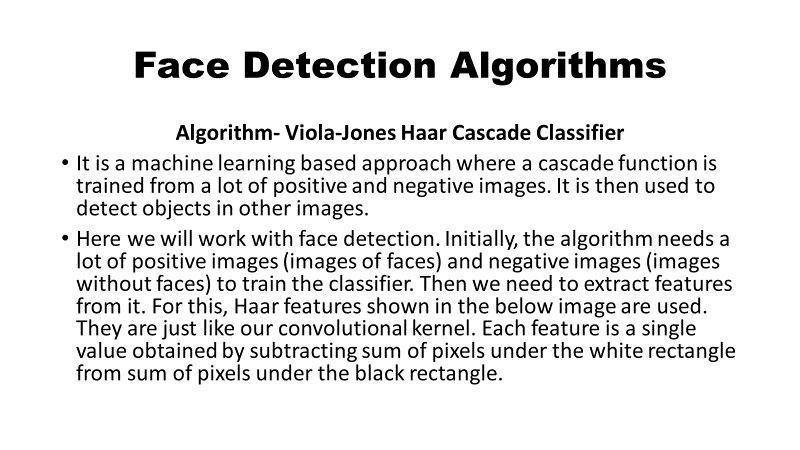 Face Detection Algorithms
Algorithm- Viola-Jones Haar Cascade Classifier
• It is a machine learning based approach where a cascade function is
trained from a lot of positive and negative images. It is then used to
detect objects in other images.
• Here we will work with face detection. Initially, the algorithm needs a
lot of positive images (images of faces) and negative images (images
without faces) to train the classifier. Then we need to extract features
from it. For this, Haar features shown in the below image are used.
They are just like our convolutional kernel. Each feature is a single
value obtained by subtracting sum of pixels under the white rectangle
from sum of pixels under the black rectangle.